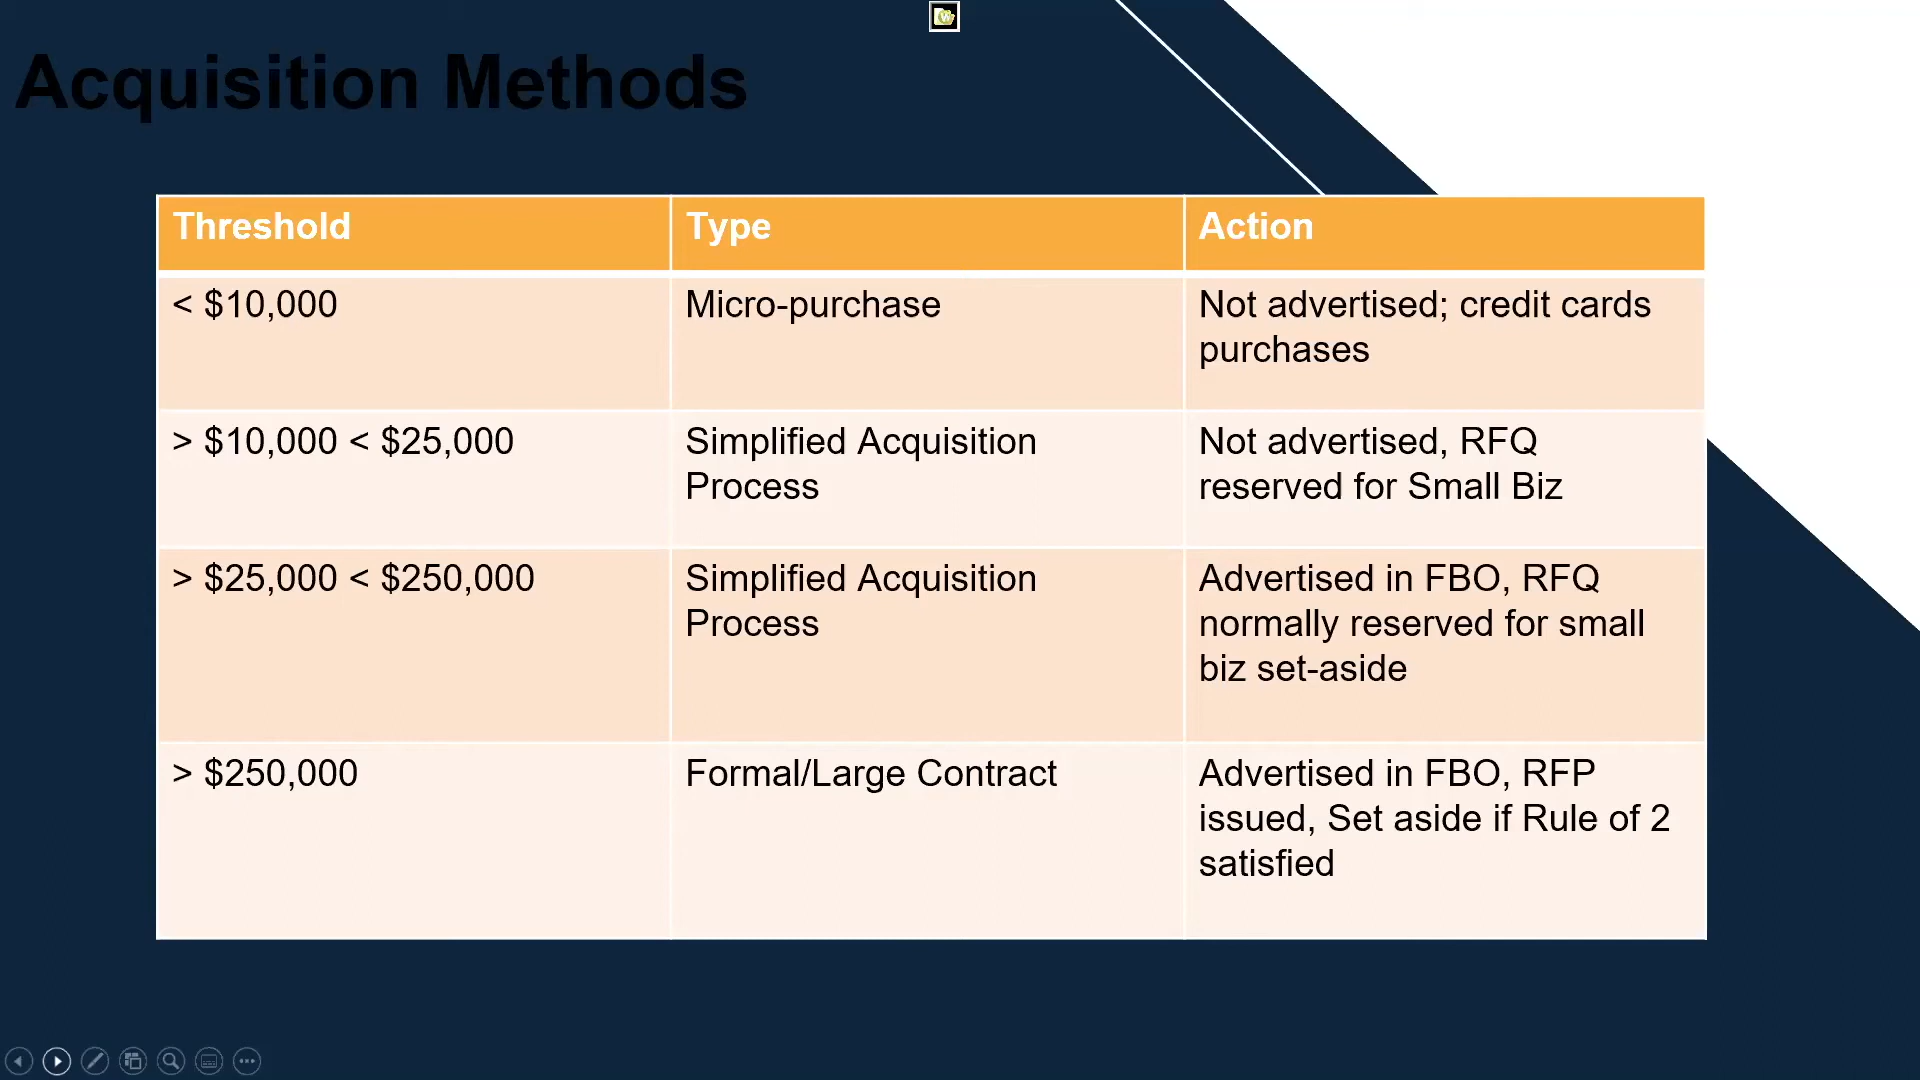 Acquisition Methods
Threshold
Type
Action
< $10,000
Micro-purchase
Not advertised; credit cards
purchases
> $10,000 < $25,000
Simplified Acquisition
Process
Not advertised, RFQ
reserved for Small Biz
> $25,000 < $250,000
Simplified Acquisition
Process
Advertised in FBO, RFQ
normally reserved for small
biz set-aside
> $250,000
Formal/Large Contract
Advertised in FBO, RFP
issued, Set aside if Rule of 2
satisfied